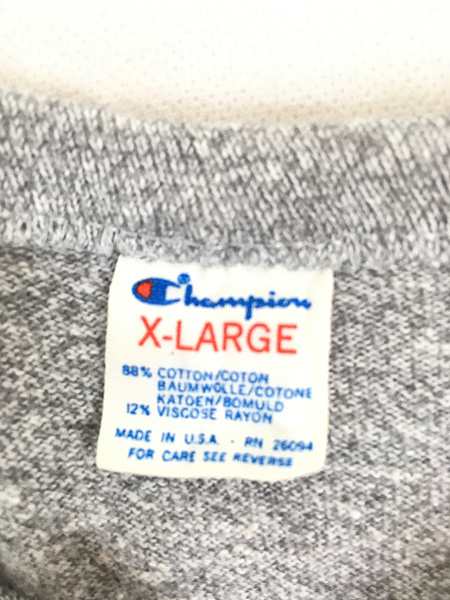 Champion®
X-LARGE
88% COTTON/COTON
BAUMWOLLE/COTONE
KATOEN/BOMULD
12% VISCOSE RAYON
MADE IN U.S.A. - RN 26094
FOR CARE SEE REVERSE